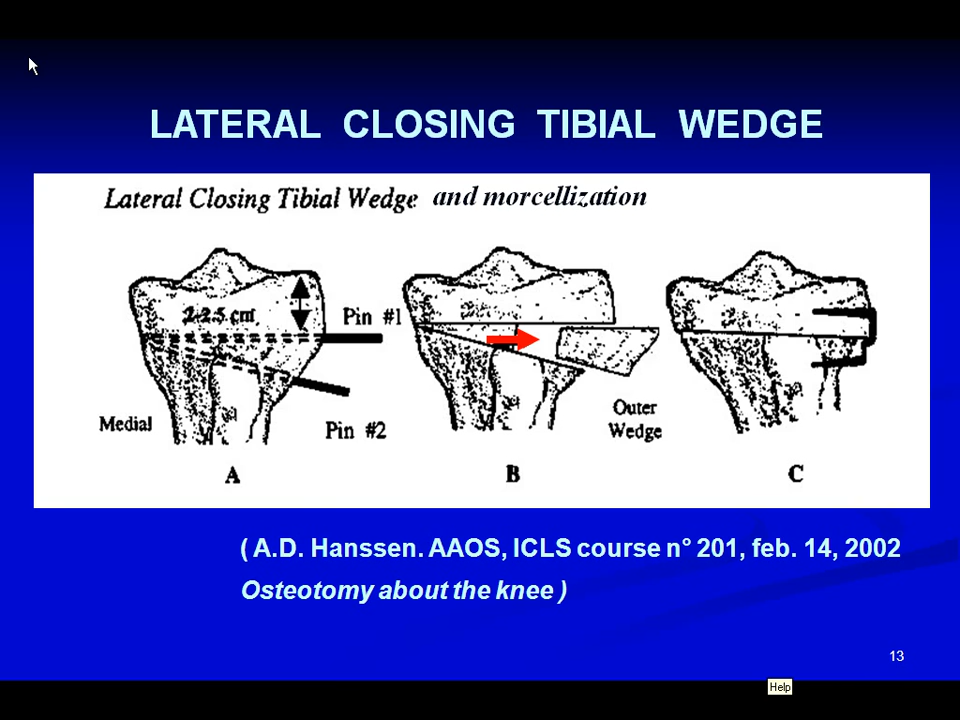 LATERAL CLOSING TIBIAL WEDGE
Lateral Closing Tibial Wedge and morcellization
2-2.5 cm
Pin #1
Medial
Pin #2
Outer
Wedge
A
B
C
( A.D. Hanssen. AAOS, ICLS course n° 201, feb. 14, 2002
Osteotomy about the knee )
13
Help